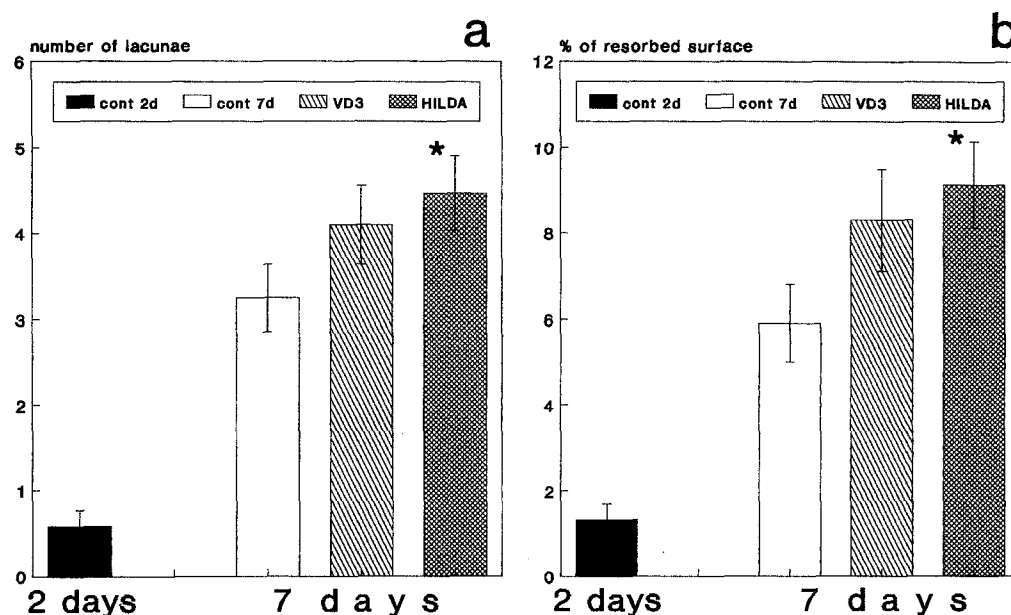 number of lacunae
a
6
cont 2d cont 7d VD3 HILDA
5
*
4
3
2
1
0
2 days 7 days
% of resorbed surface
b
12
cont 2d cont 7d VD3 HILDA
10
*
8
6
4
2
0
2 days 7 days